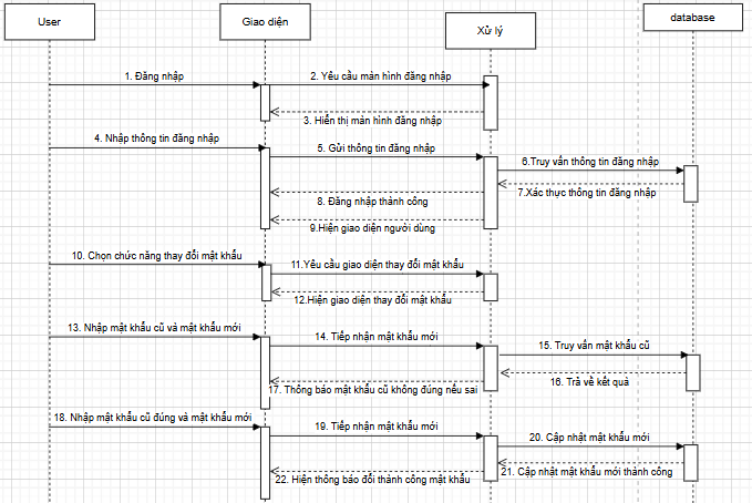 User
Giao diện
Xử lý
database
1. Đăng nhập
2. Yêu cầu màn hình đăng nhập
3. Hiển thị màn hình đăng nhập
4. Nhập thông tin đăng nhập
5. Gửi thông tin đăng nhập
6.Truy vấn thông tin đăng nhập
7.Xác thực thông tin đăng nhập
8. Đăng nhập thành công
9.Hiện giao diện người dùng
10. Chọn chức năng thay đổi mật khẩu
11.Yêu cầu giao diện thay đổi mật khẩu
12.Hiện giao diện thay đổi mật khẩu
13. Nhập mật khẩu cũ và mật khẩu mới
14. Tiếp nhận mật khẩu mới
15. Truy vấn mật khẩu cũ
16. Trả về kết quả
17. Thông báo mật khẩu cũ không đúng nếu sai
18. Nhập mật khẩu cũ đúng và mật khẩu mới
19. Tiếp nhận mật khẩu mới
20. Cập nhật mật khẩu mới
21. Cập nhật mật khẩu mới thành công
22. Hiện thông báo đổi thành công mật khẩu